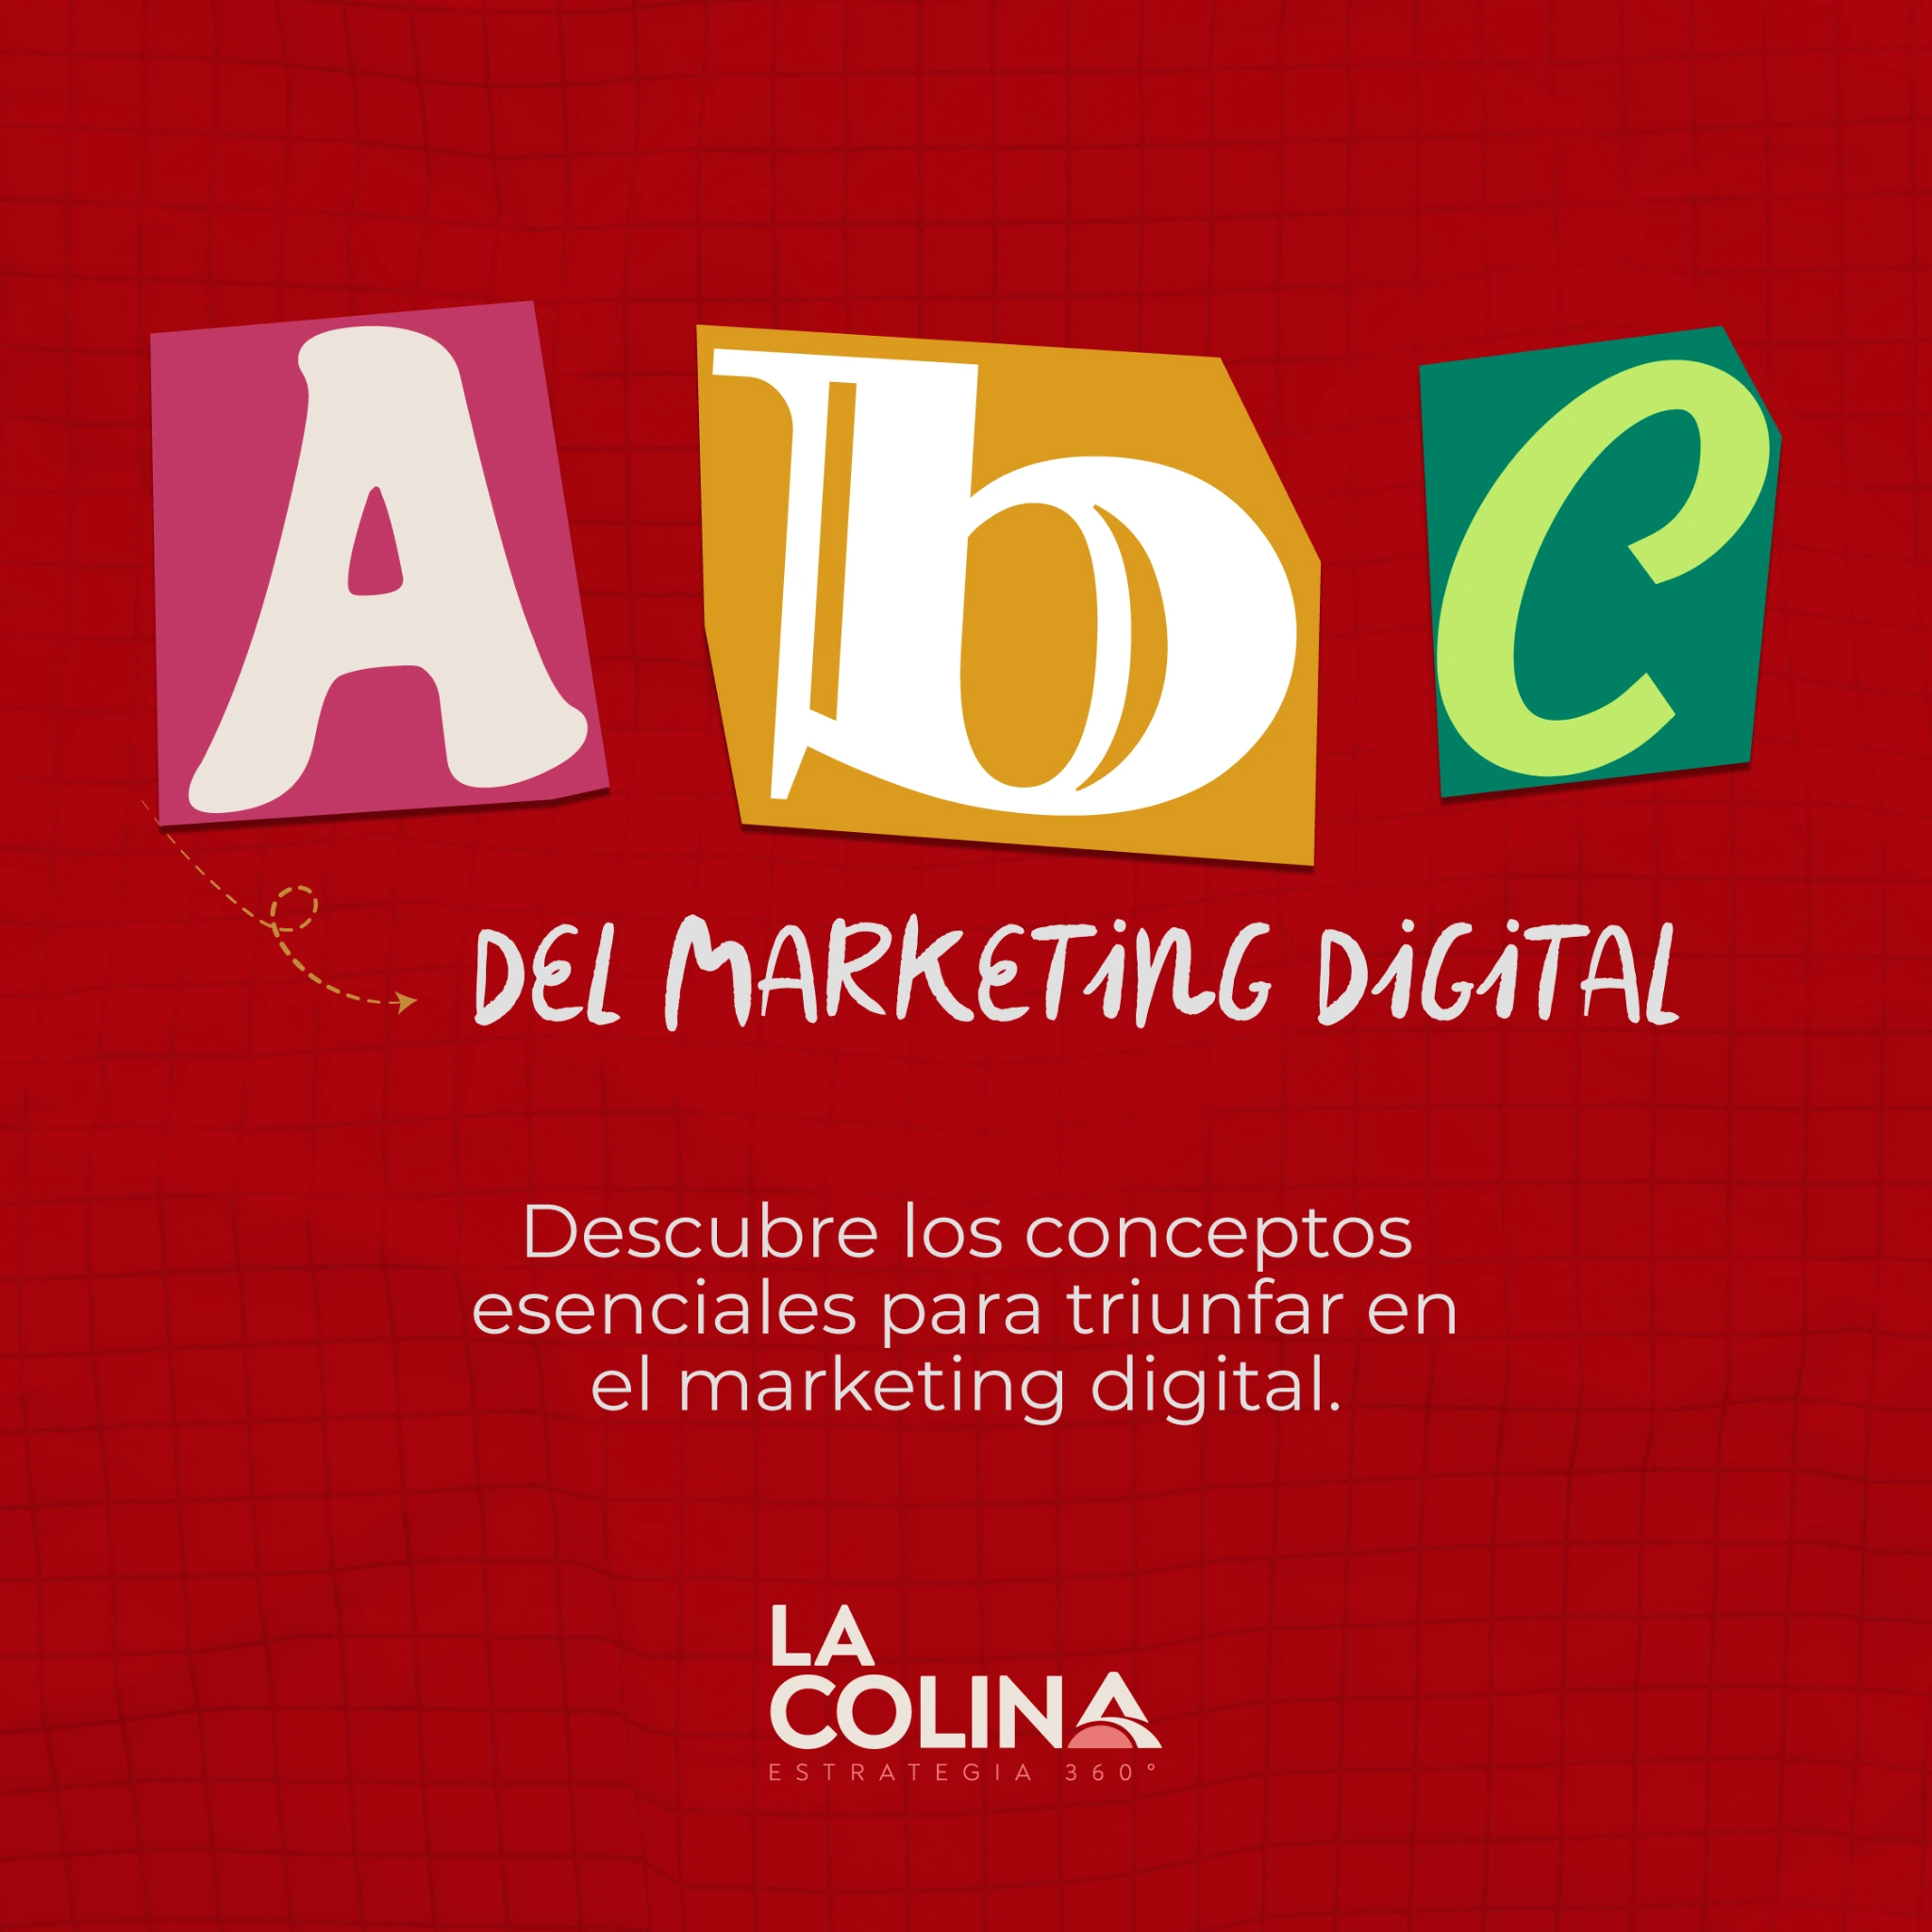 AbC
DEL MARKETiNG DiGiTAL
Descubre los conceptos
esenciales para triunfar en
el marketing digital.
LA
COLINA
ESTRATEGIA 360°